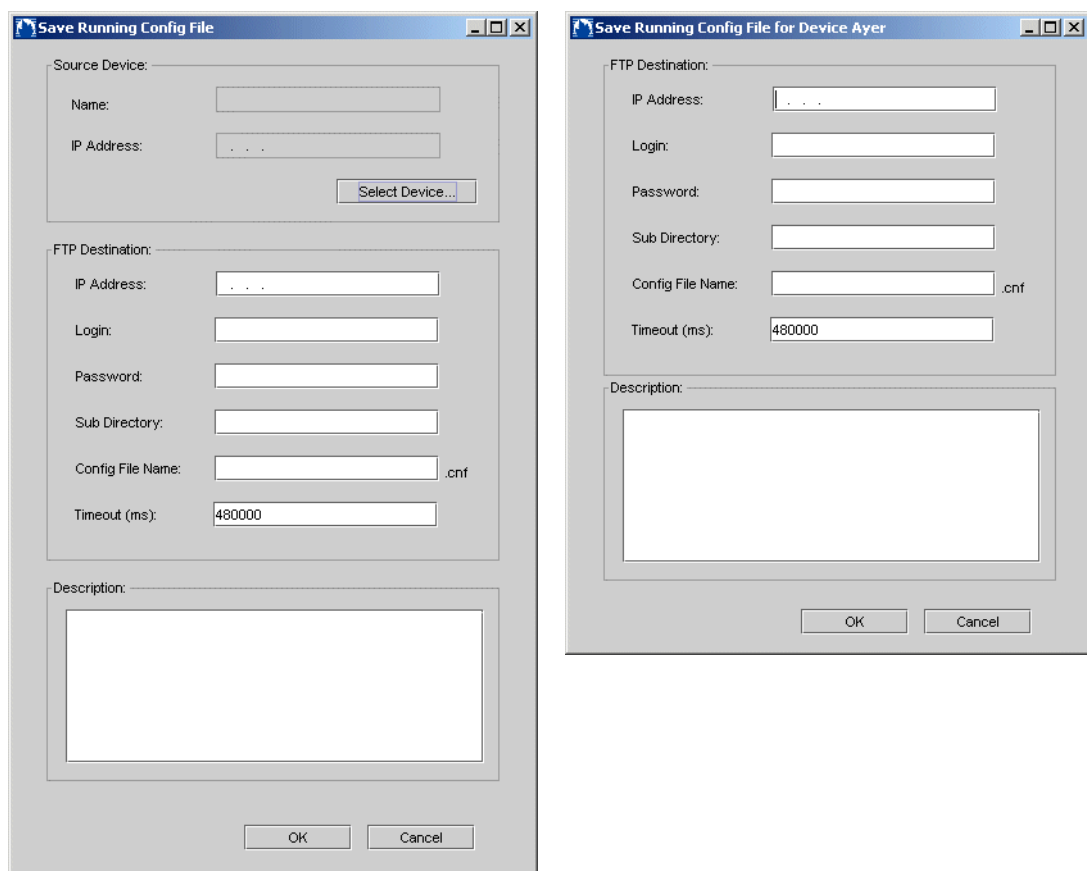 Save Running Config File
Source Device:
Name:
IP Address: . . .
Select Device...
FTP Destination:
IP Address: . . .
Login:
Password:
Sub Directory:
Config File Name: .cnf
Timeout (ms): 480000
Description:
OK Cancel
Save Running Config File for Device Ayer
FTP Destination:
IP Address: . . .
Login:
Password:
Sub Directory:
Config File Name: .cnf
Timeout (ms): 480000
Description:
OK Cancel